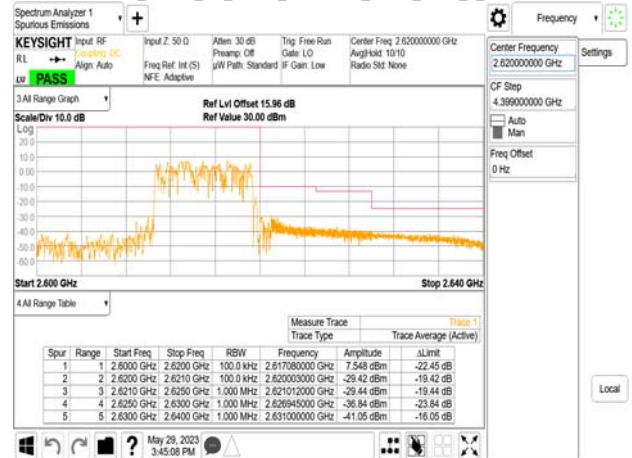 Spectrum Analyzer 1
Spurious Emissions
+
Frequency
KEYSIGHT Input: RF
RL
Coupling: DC
Align: Auto
LXI PASS
Input Z: 50 Ω
Freq Ref: Int (S)
NFE: Adaptive
Atten: 30 dB
Preamp: Off
µW Path: Standard
Trig: Free Run
Gate: LO
IF Gain: Low
Center Freq: 2.620000000 GHz
Avg|Hold: 10/10
Radio Std: None
Center Frequency
2.620000000 GHz
Settings
CF Step
4.399000000 GHz
Auto
Man
Freq Offset
0 Hz
3 All Range Graph
Scale/Div 10.0 dB
Ref Lvl Offset 15.96 dB
Ref Value 30.00 dBm
Log
20.0
10.0
0.00
-10.0
-20.0
-30.0
-40.0
-50.0
-60.0
Start 2.600 GHz
Stop 2.640 GHz
4 All Range Table
Measure Trace Trace 1
Trace Type Trace Average (Active)
Spur Range Start Freq Stop Freq RBW Frequency Amplitude ΔLimit
1 1 2.6000 GHz 2.6200 GHz 100.0 kHz 2.617080000 GHz 7.548 dBm -22.45 dB
2 2 2.6200 GHz 2.6210 GHz 100.0 kHz 2.620003000 GHz -29.42 dBm -19.42 dB
3 3 2.6210 GHz 2.6250 GHz 1.000 MHz 2.621012000 GHz -29.44 dBm -19.44 dB
4 4 2.6250 GHz 2.6300 GHz 1.000 MHz 2.626945000 GHz -36.84 dBm -23.84 dB
5 5 2.6300 GHz 2.6400 GHz 1.000 MHz 2.631000000 GHz -41.05 dBm -16.05 dB
Local
?
May 29, 2023
3:45:08 PM